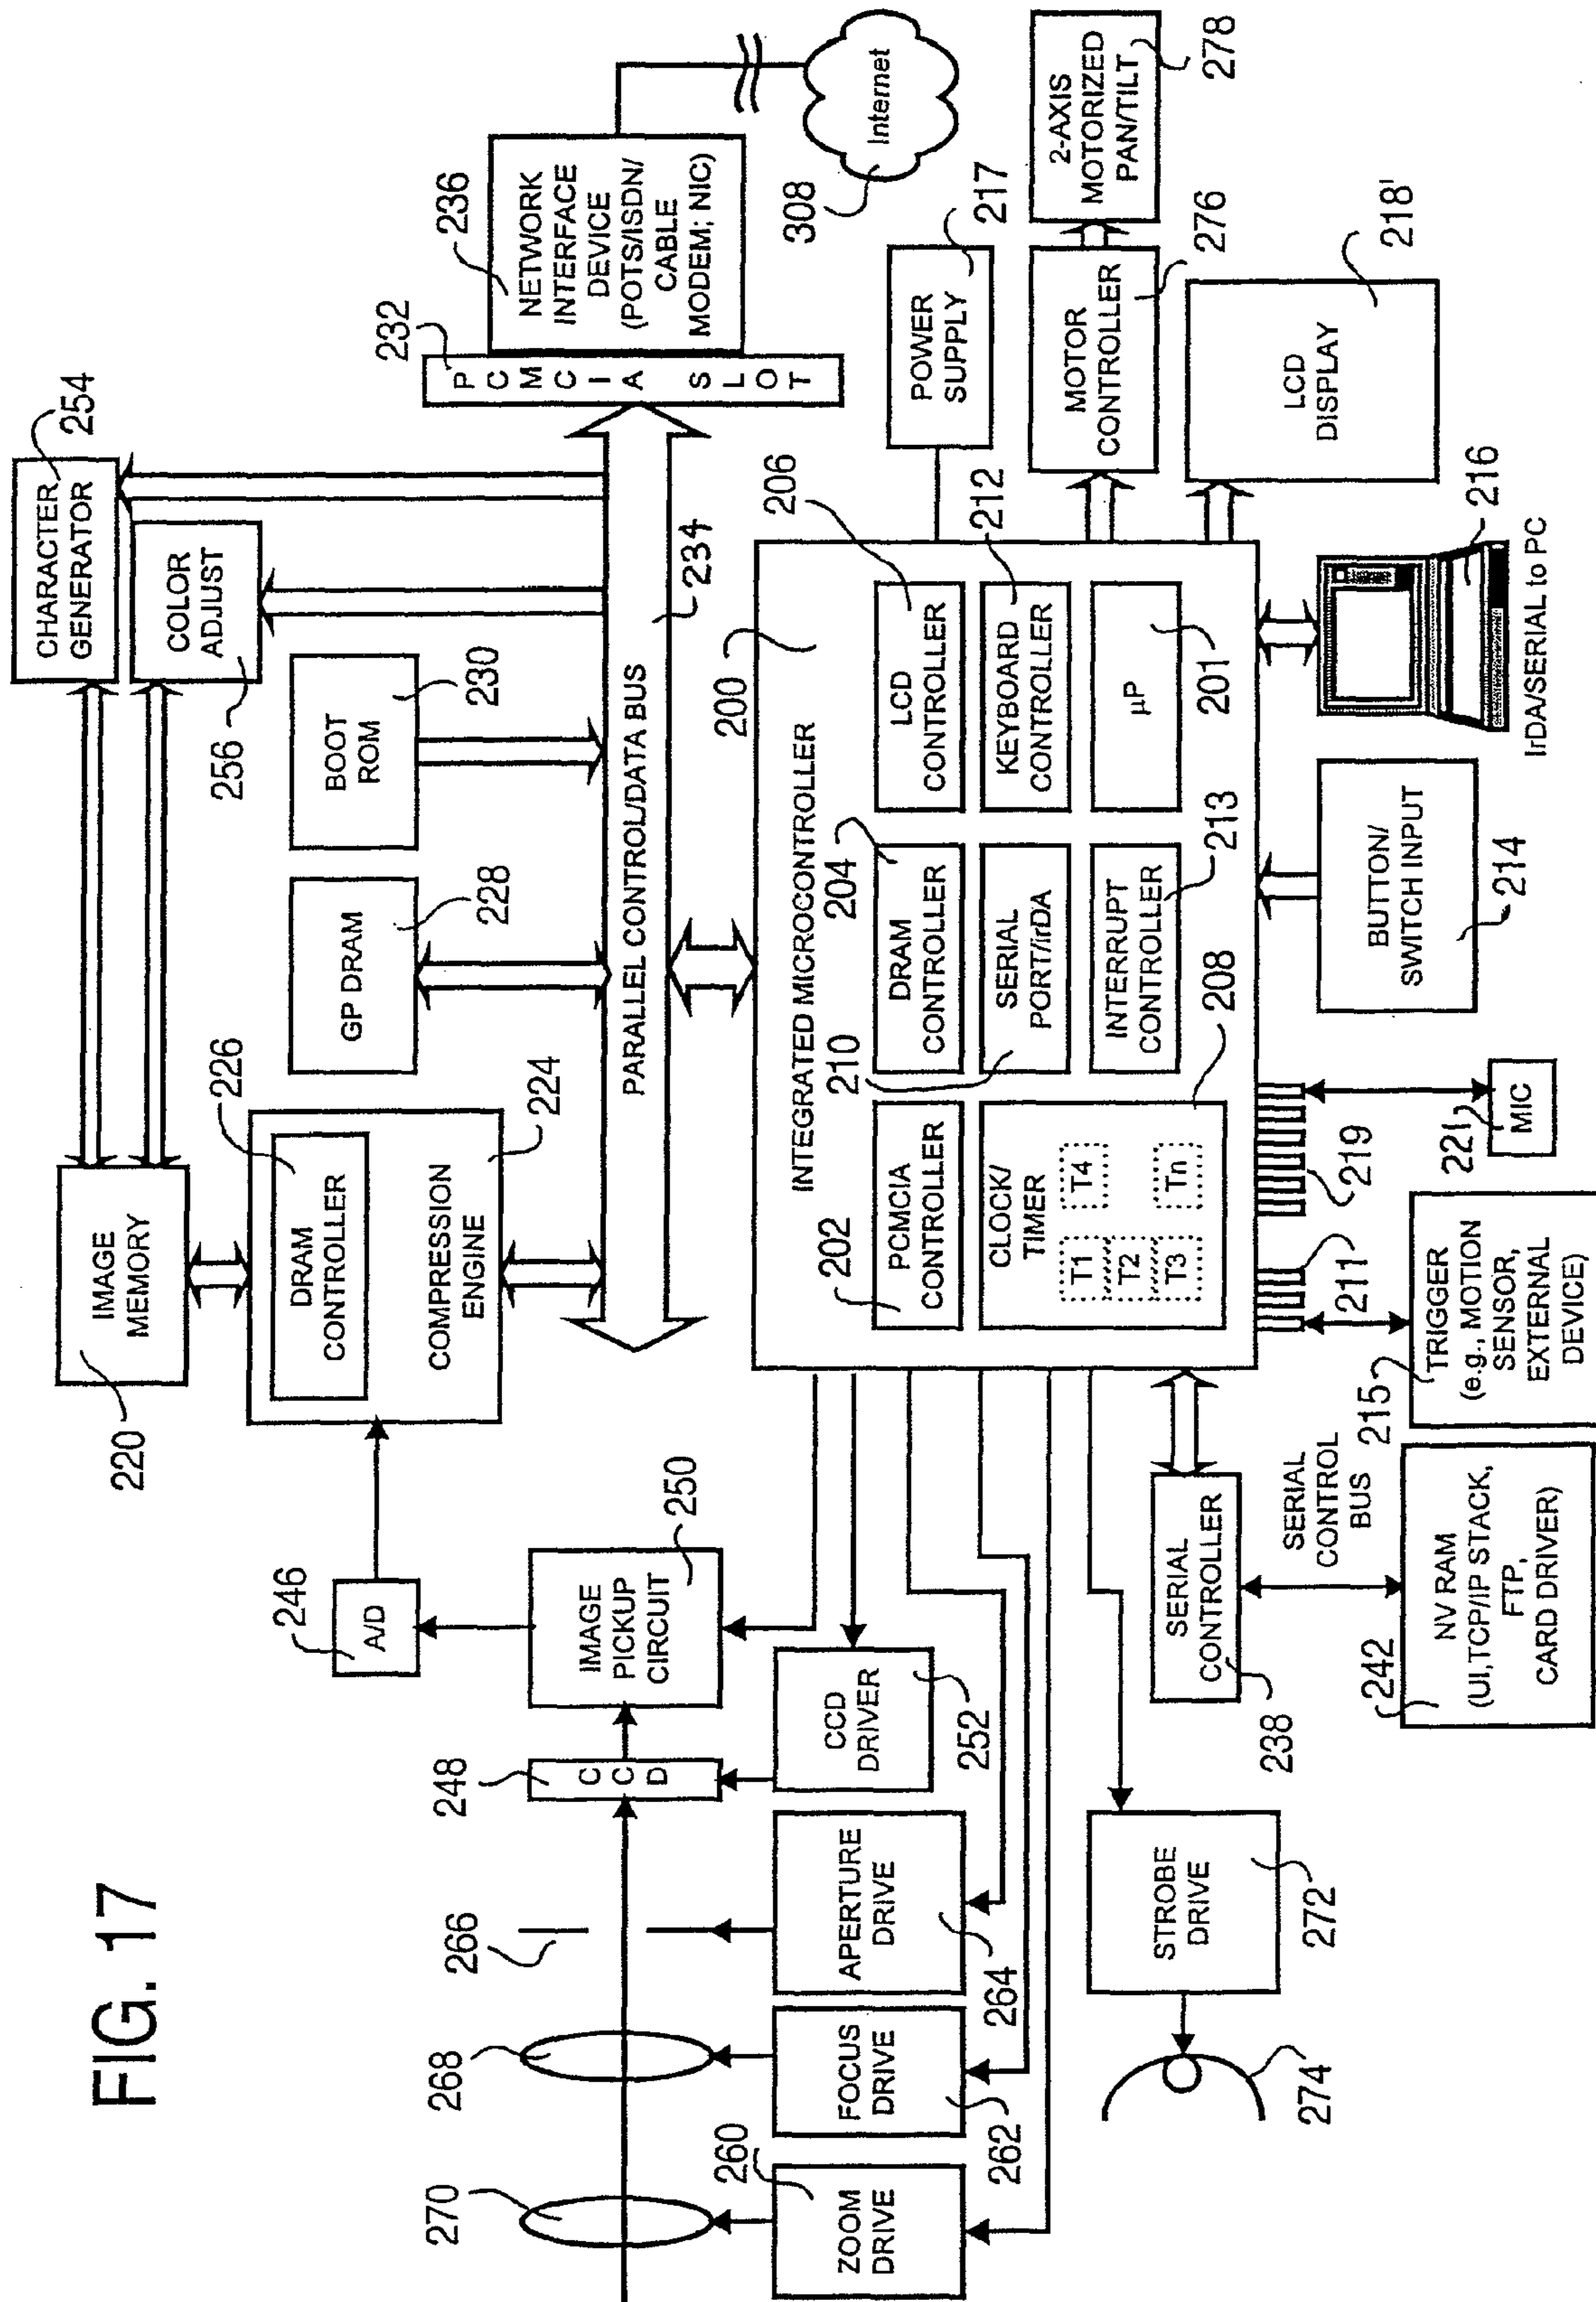 FIG. 17
270
268
266
248
C C D
246
A/D
250
IMAGE
PICKUP
CIRCUIT
260
ZOOM
DRIVE
262
FOCUS
DRIVE
264
APERTURE
DRIVE
252
CCD
DRIVER
274
272
STROBE
DRIVE
220
IMAGE
MEMORY
226
DRAM
CONTROLLER
224
COMPRESSION
ENGINE
228
GP DRAM
230
BOOT
ROM
254
CHARACTER
GENERATOR
256
COLOR
ADJUST
PARALLEL CONTROL/DATA BUS
234
232
PCMCIA SLOT
236
NETWORK
INTERFACE
DEVICE
(POTS/ISDN/
CABLE
MODEM; NIC)
Internet
308
200
INTEGRATED MICROCONTROLLER
202
PCMCIA
CONTROLLER
204
DRAM
CONTROLLER
206
LCD
CONTROLLER
208
CLOCK/
TIMER
T1
T2
T3
T4
Tn
210
SERIAL
PORT/irDA
212
KEYBOARD
CONTROLLER
213
INTERRUPT
CONTROLLER
µP
201
217
POWER
SUPPLY
276
MOTOR
CONTROLLER
278
2-AXIS
MOTORIZED
PAN/TILT
218'
LCD
DISPLAY
238
SERIAL
CONTROLLER
SERIAL
CONTROL
BUS
242
NV RAM
(UI,TCP/IP STACK,
FTP,
CARD DRIVER)
211
215
TRIGGER
(e.g., MOTION
SENSOR,
EXTERNAL
DEVICE)
219
221
MIC
214
BUTTON/
SWITCH INPUT
216
IrDA/SERIAL to PC